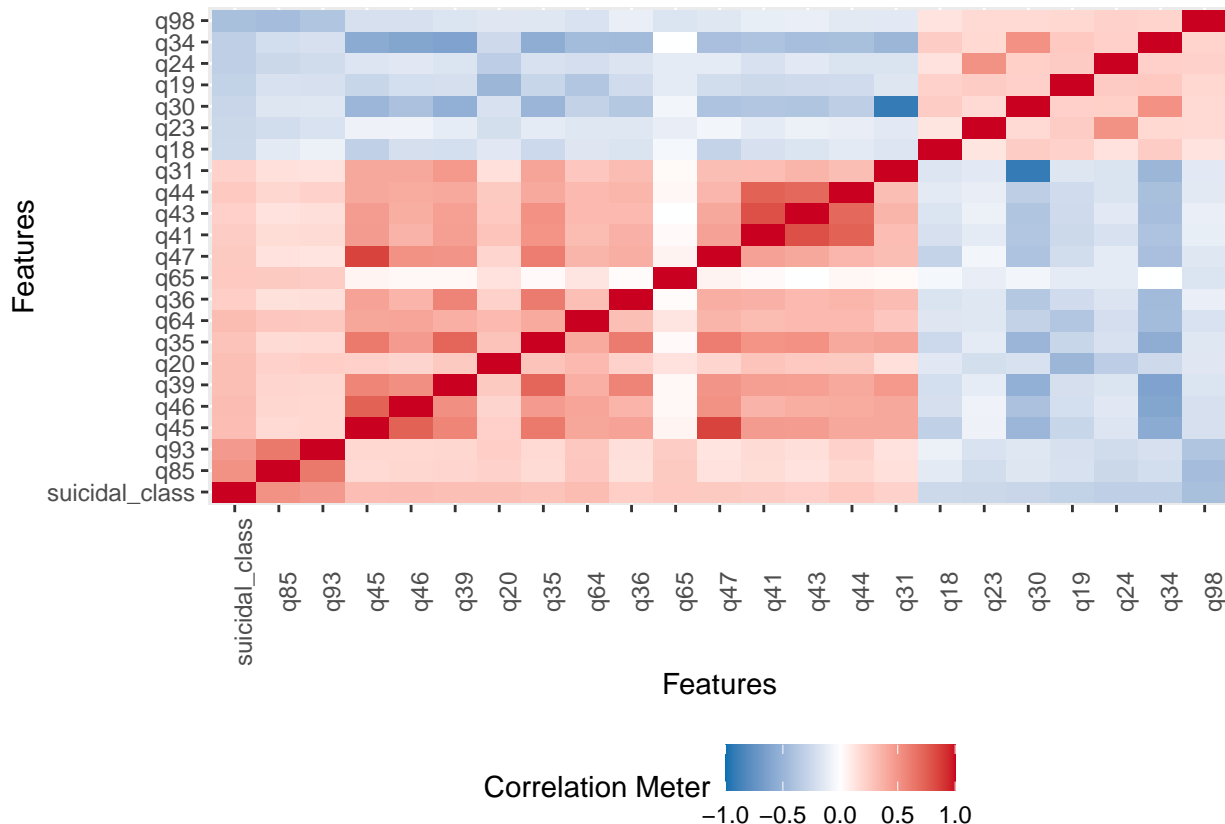 q98
q34
q24
q19
q30
q23
q18
q31
q44
q43
q41
q47
q65
q36
q64
q35
q20
q39
q46
q45
q93
q85
suicidal_class
Features
suicidal_class
q85
q93
q45
q46
q39
q20
q35
q64
q36
q65
q47
q41
q43
q44
q31
q18
q23
q30
q19
q24
q34
q98
Features
Correlation Meter
−1.0 −0.5 0.0 0.5 1.0